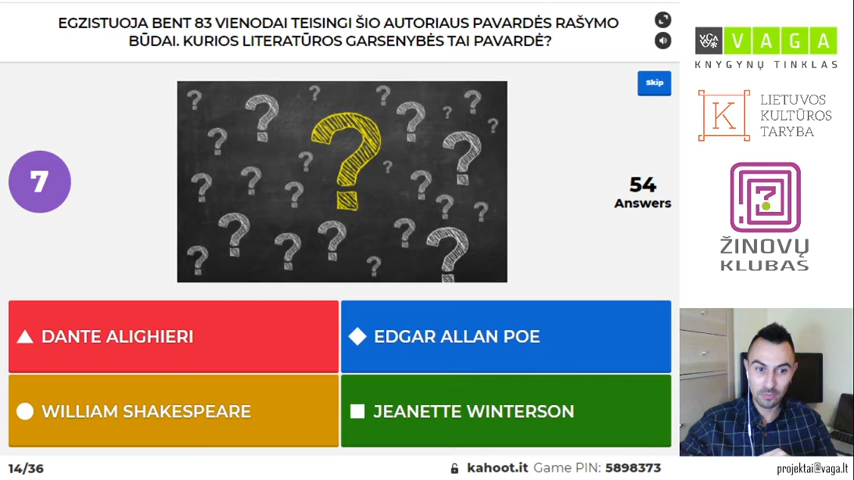 EGZISTUOJA BENT 83 VIENODAI TEISINGI ŠIO AUTORIAUS PAVARDĖS RAŠYMO
BŪDAI. KURIOS LITERATŪROS GARSENYBĖS TAI PAVARDĖ?
Skip
7
54
Answers
DANTE ALIGHIERI
EDGAR ALLAN POE
WILLIAM SHAKESPEARE
JEANETTE WINTERSON
14/36
kahoot.it Game PIN: 5898373
VAGA
KNYGYNŲ TINKLAS
K
LIETUVOS
KULTŪROS
TARYBA
ŽINOVŲ
KLUBAS
projektai@vaga.lt